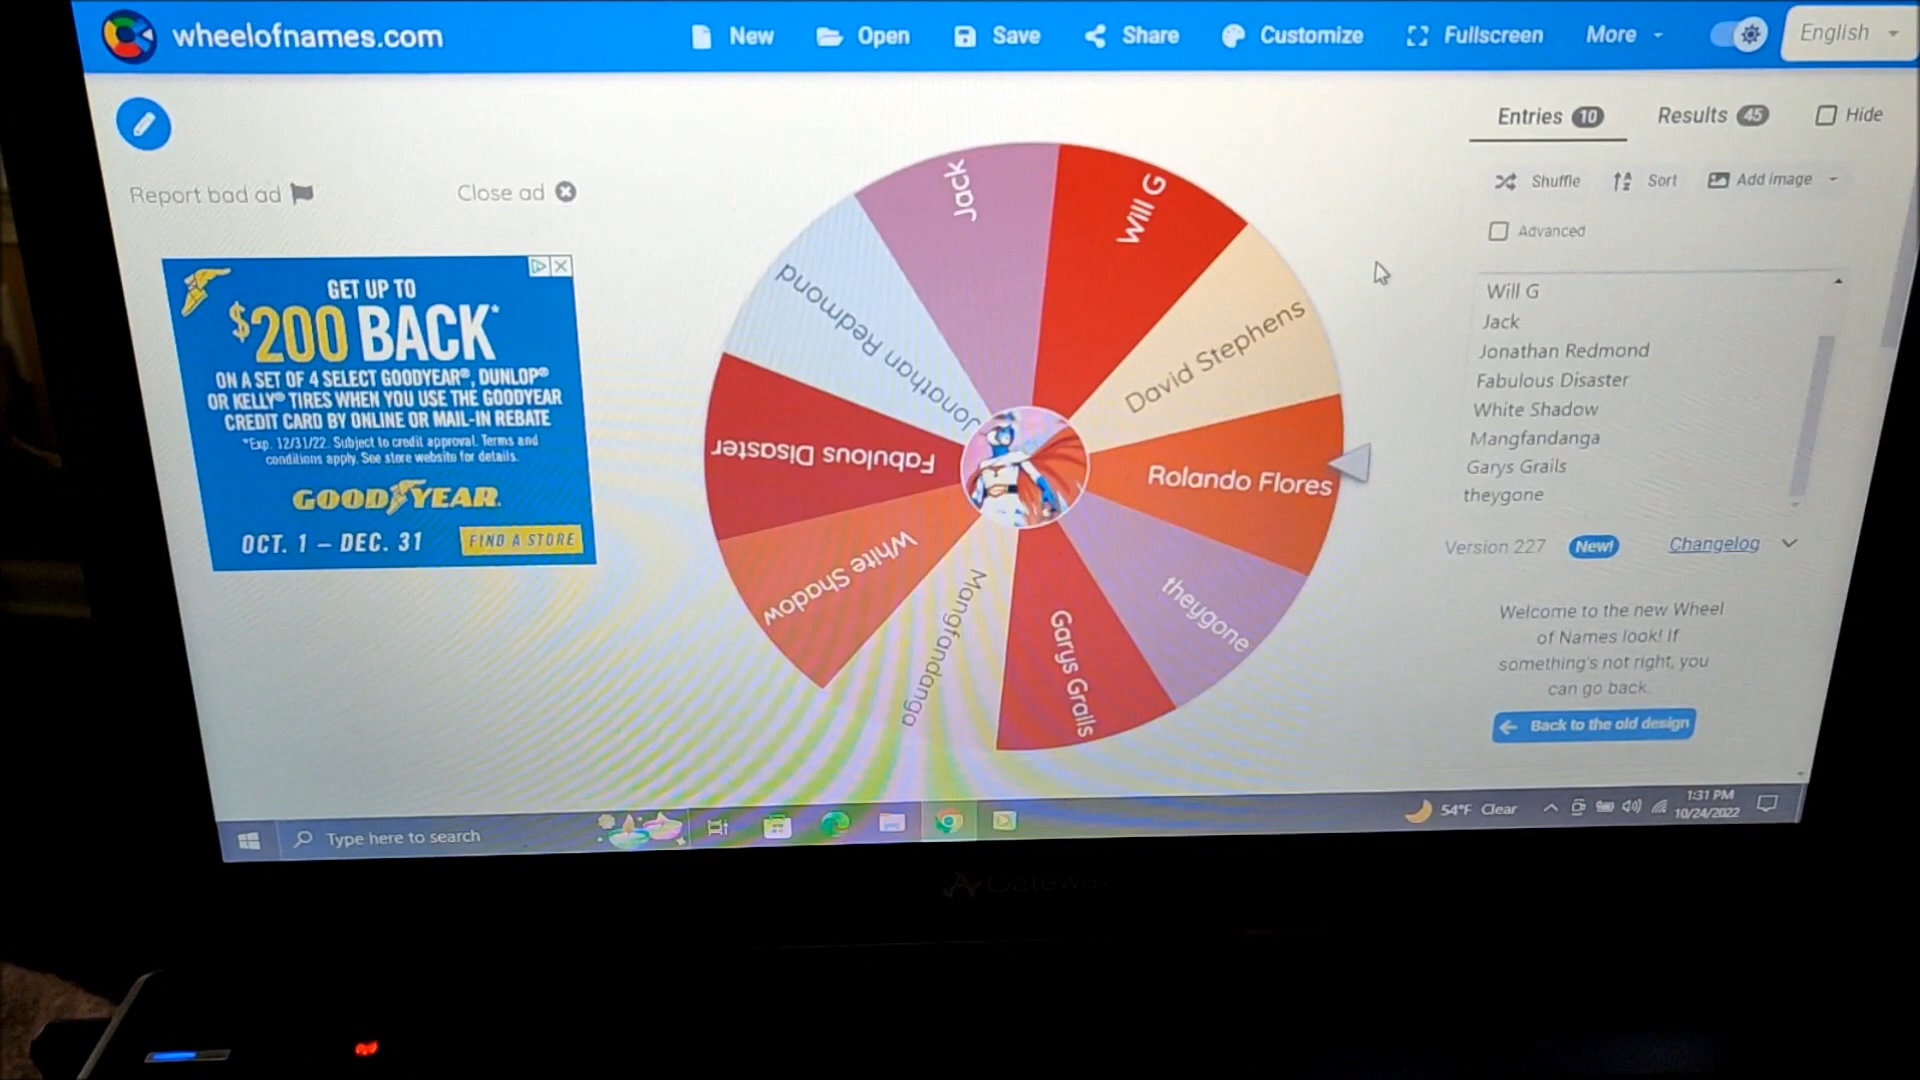 wheelofnames.com
New
Open
Save
Share
Customize
Fullscreen
More
English
Report bad ad
Close ad
GET UP TO
$200 BACK*
ON A SET OF 4 SELECT GOODYEAR®, DUNLOP®
OR KELLY® TIRES WHEN YOU USE THE GOODYEAR
CREDIT CARD BY ONLINE OR MAIL-IN REBATE
*Exp. 12/31/22. Subject to credit approval. Terms and
conditions apply. See store website for details.
GOODYEAR.
OCT. 1 – DEC. 31
FIND A STORE
Jack
Will G
David Stephens
Rolando Flores
theygone
Garys Grails
Mangfandanga
White Shadow
Fabulous Disaster
Jonathan Redmond
Entries 10
Results 45
Hide
Shuffle
Sort
Add image
Advanced
Will G
Jack
Jonathan Redmond
Fabulous Disaster
White Shadow
Mangfandanga
Garys Grails
theygone
Version 227
New!
Changelog
Welcome to the new Wheel
of Names look! If
something's not right, you
can go back.
Back to the old design
Type here to search
54°F Clear
1:31 PM
10/24/2022
Gateway